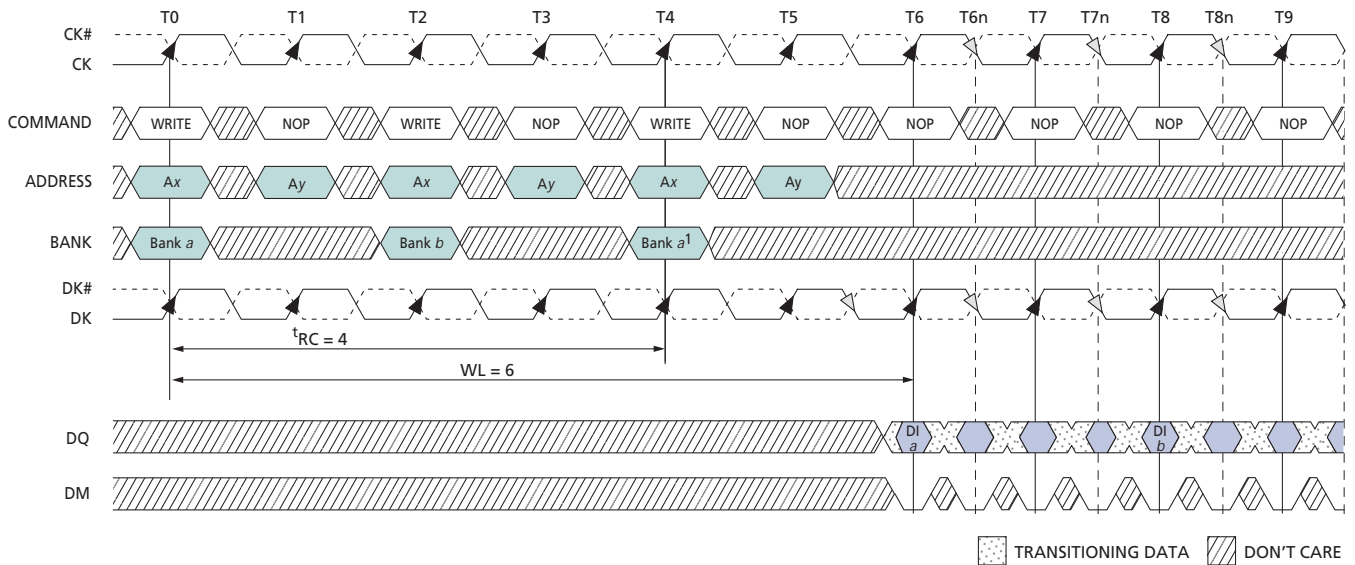 T0 T1 T2 T3 T4 T5 T6 T6n T7 T7n T8 T8n T9
CK#
CK
COMMAND WRITE NOP WRITE NOP WRITE NOP NOP NOP NOP NOP
ADDRESS Ax Ay Ax Ay Ax Ay
BANK Bank a Bank b Bank a¹
DK#
DK
tRC = 4
WL = 6
DQ DI a DI b
DM
TRANSITIONING DATA DON'T CARE